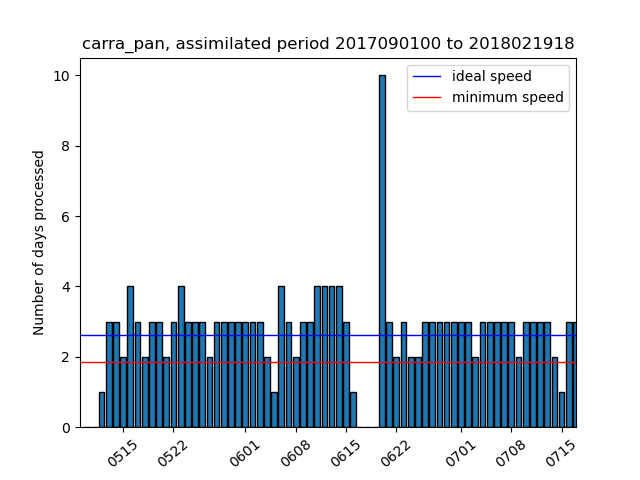 carra_pan, assimilated period 2017090100 to 2018021918
ideal speed
minimum speed
Number of days processed
10
8
6
4
2
0
0515 0522 0601 0608 0615 0622 0701 0708 0715